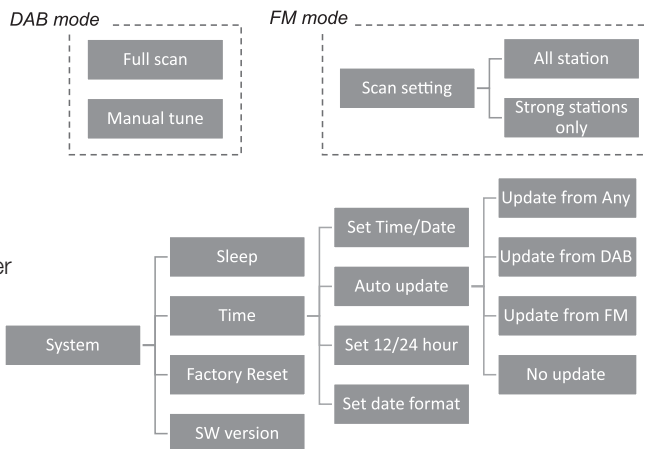 DAB mode
Full scan
Manual tune
FM mode
Scan setting
All station
Strong stations
only
er
System
Sleep
Time
Factory Reset
SW version
Set Time/Date
Auto update
Set 12/24 hour
Set date format
Update from Any
Update from DAB
Update from FM
No update